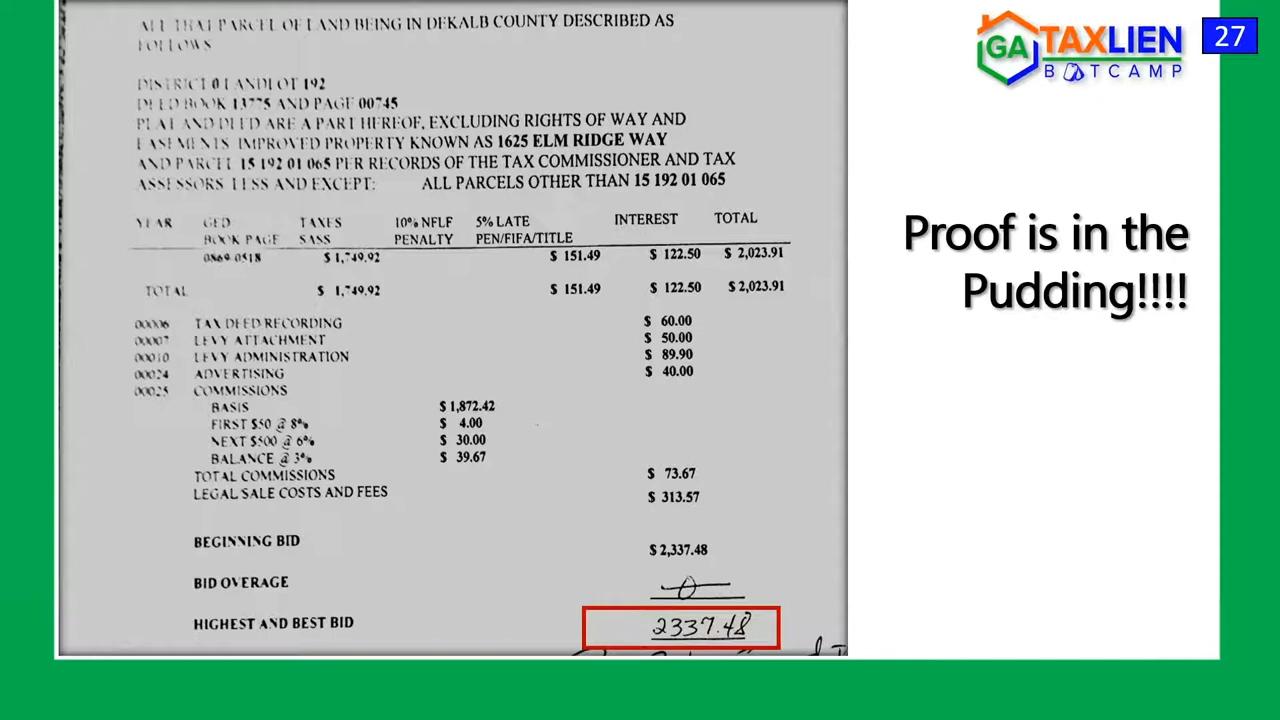 ALL THAT PARCEL OF LAND BEING IN DEKALB COUNTY DESCRIBED AS
FOLLOWS
DISTRICT 0 LANDLOT 192
DEED BOOK 13775 AND PAGE 00745
PLAT AND DEED ARE A PART HEREOF, EXCLUDING RIGHTS OF WAY AND
EASEMENTS IMPROVED PROPERTY KNOWN AS 1625 ELM RIDGE WAY
AND PARCEL 15 192 01 065 PER RECORDS OF THE TAX COMMISSIONER AND TAX
ASSESSORS LESS AND EXCEPT: ALL PARCELS OTHER THAN 15 192 01 065
YEAR GED TAXES 10% NFLF 5% LATE INTEREST TOTAL
BOOK PAGE SASS PENALTY PEN/FIFA/TITLE
0869 0518 $ 1,749.92 $ 151.49 $ 122.50 $ 2,023.91
TOTAL $ 1,749.92 $ 151.49 $ 122.50 $ 2,023.91
00006 TAX DEED RECORDING $ 60.00
00007 LEVY ATTACHMENT $ 50.00
00010 LEVY ADMINISTRATION $ 89.90
00024 ADVERTISING $ 40.00
00025 COMMISSIONS
BASIS $ 1,872.42
FIRST $50 @ 8% $ 4.00
NEXT $500 @ 6% $ 30.00
BALANCE @ 3% $ 39.67
TOTAL COMMISSIONS $ 73.67
LEGAL SALE COSTS AND FEES $ 313.57
BEGINNING BID $ 2,337.48
BID OVERAGE 0
HIGHEST AND BEST BID 2337.48
GA TAXLIEN
BOOTCAMP
27
Proof is in the
Pudding!!!!